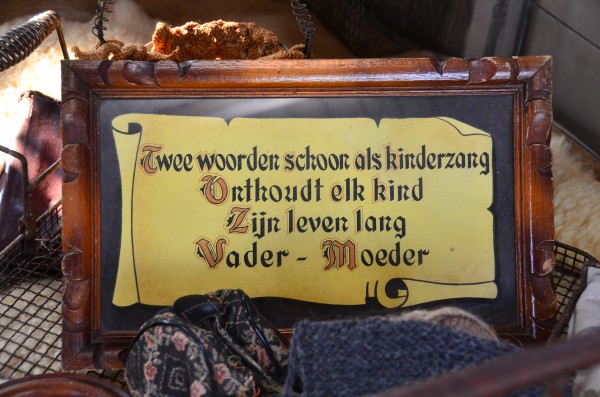 Twee woorden schoon als kinderzang
Onthoudt elk kind
Zijn leven lang
Vader - Moeder